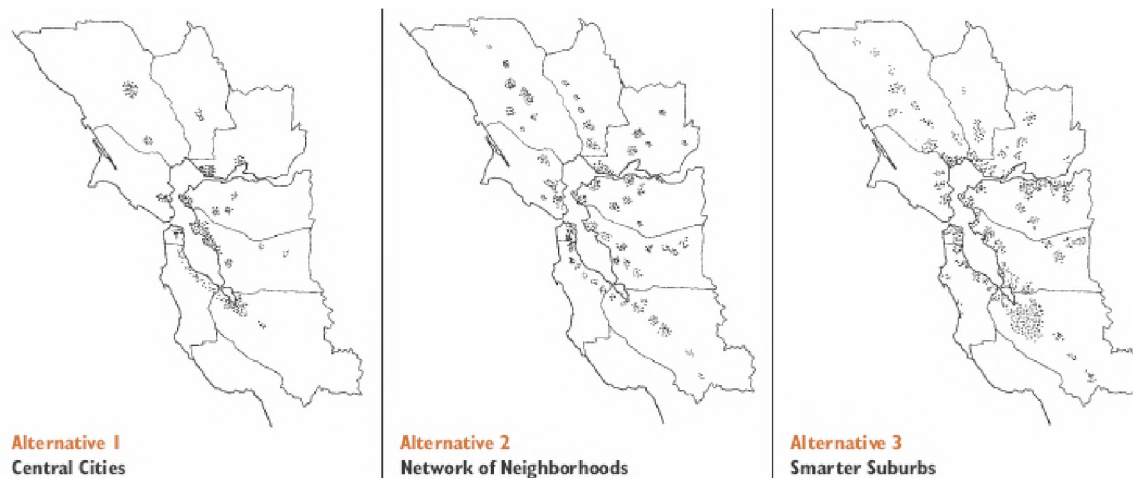 Alternative 1
Central Cities
Alternative 2
Network of Neighborhoods
Alternative 3
Smarter Suburbs